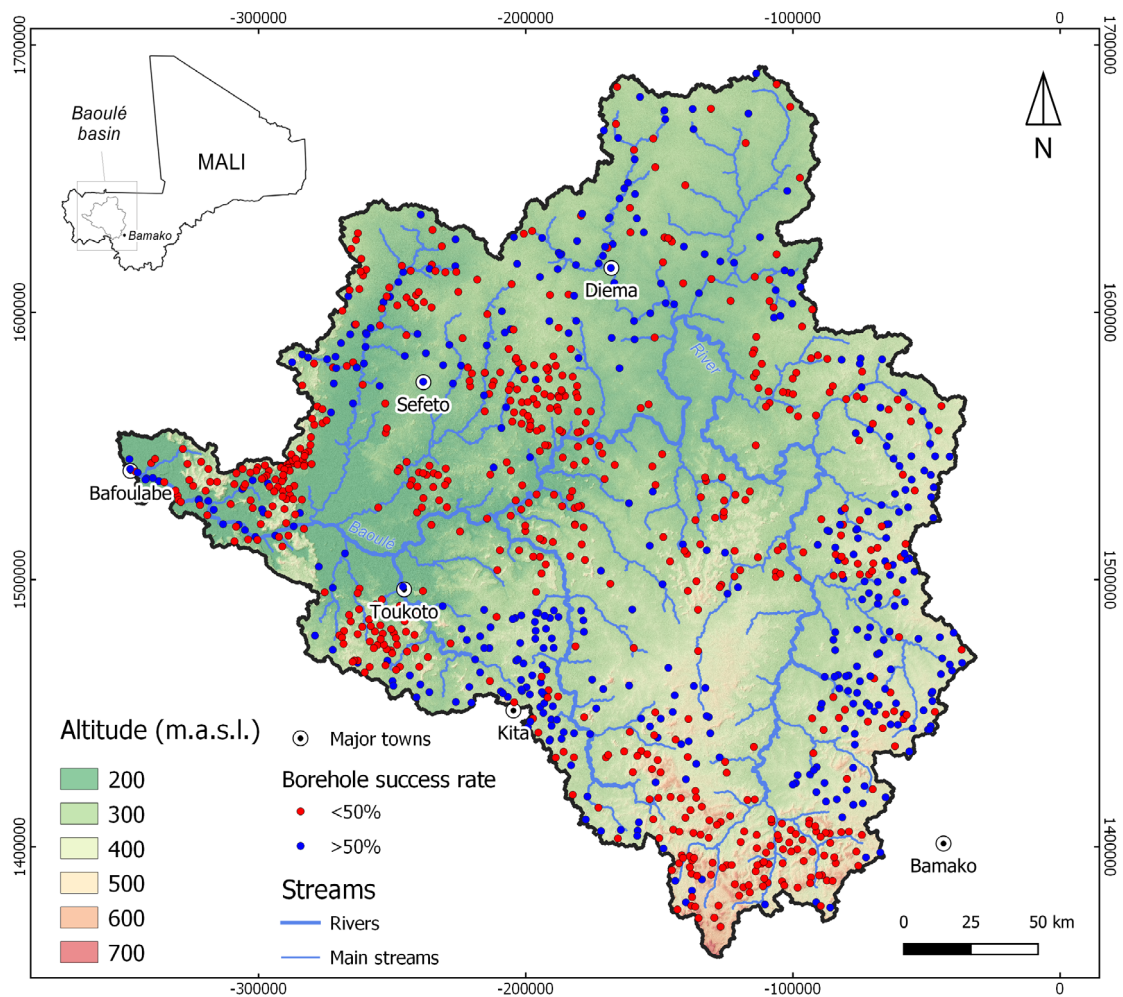 -300000
-200000
-100000
0
1700000
1700000
Baoulé
basin
MALI
Bamako
N
Diema
1600000
1600000
River
Sefeto
Bafoulabe
Baoulé
1500000
1500000
Toukoto
Kita
Altitude (m.a.s.l.)
200
300
400
500
600
700
Major towns
Borehole success rate
<50%
>50%
Streams
Rivers
Main streams
1400000
1400000
Bamako
0 25 50 km
-300000
-200000
-100000
0